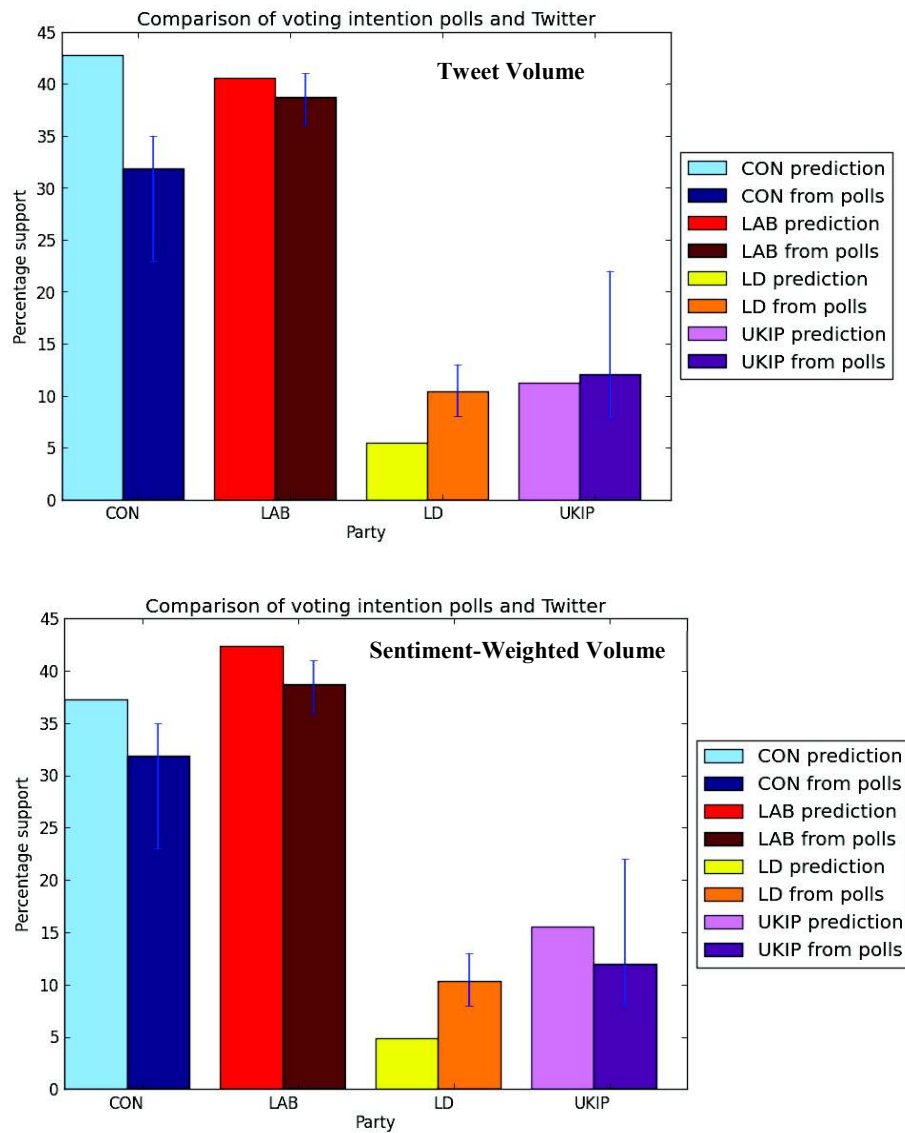 Comparison of voting intention polls and Twitter
Tweet Volume
45
40
35
30
25
20
15
10
5
0
Percentage support
CON LAB LD UKIP
Party
CON prediction
CON from polls
LAB prediction
LAB from polls
LD prediction
LD from polls
UKIP prediction
UKIP from polls
Comparison of voting intention polls and Twitter
Sentiment-Weighted Volume
45
40
35
30
25
20
15
10
5
0
Percentage support
CON LAB LD UKIP
Party
CON prediction
CON from polls
LAB prediction
LAB from polls
LD prediction
LD from polls
UKIP prediction
UKIP from polls